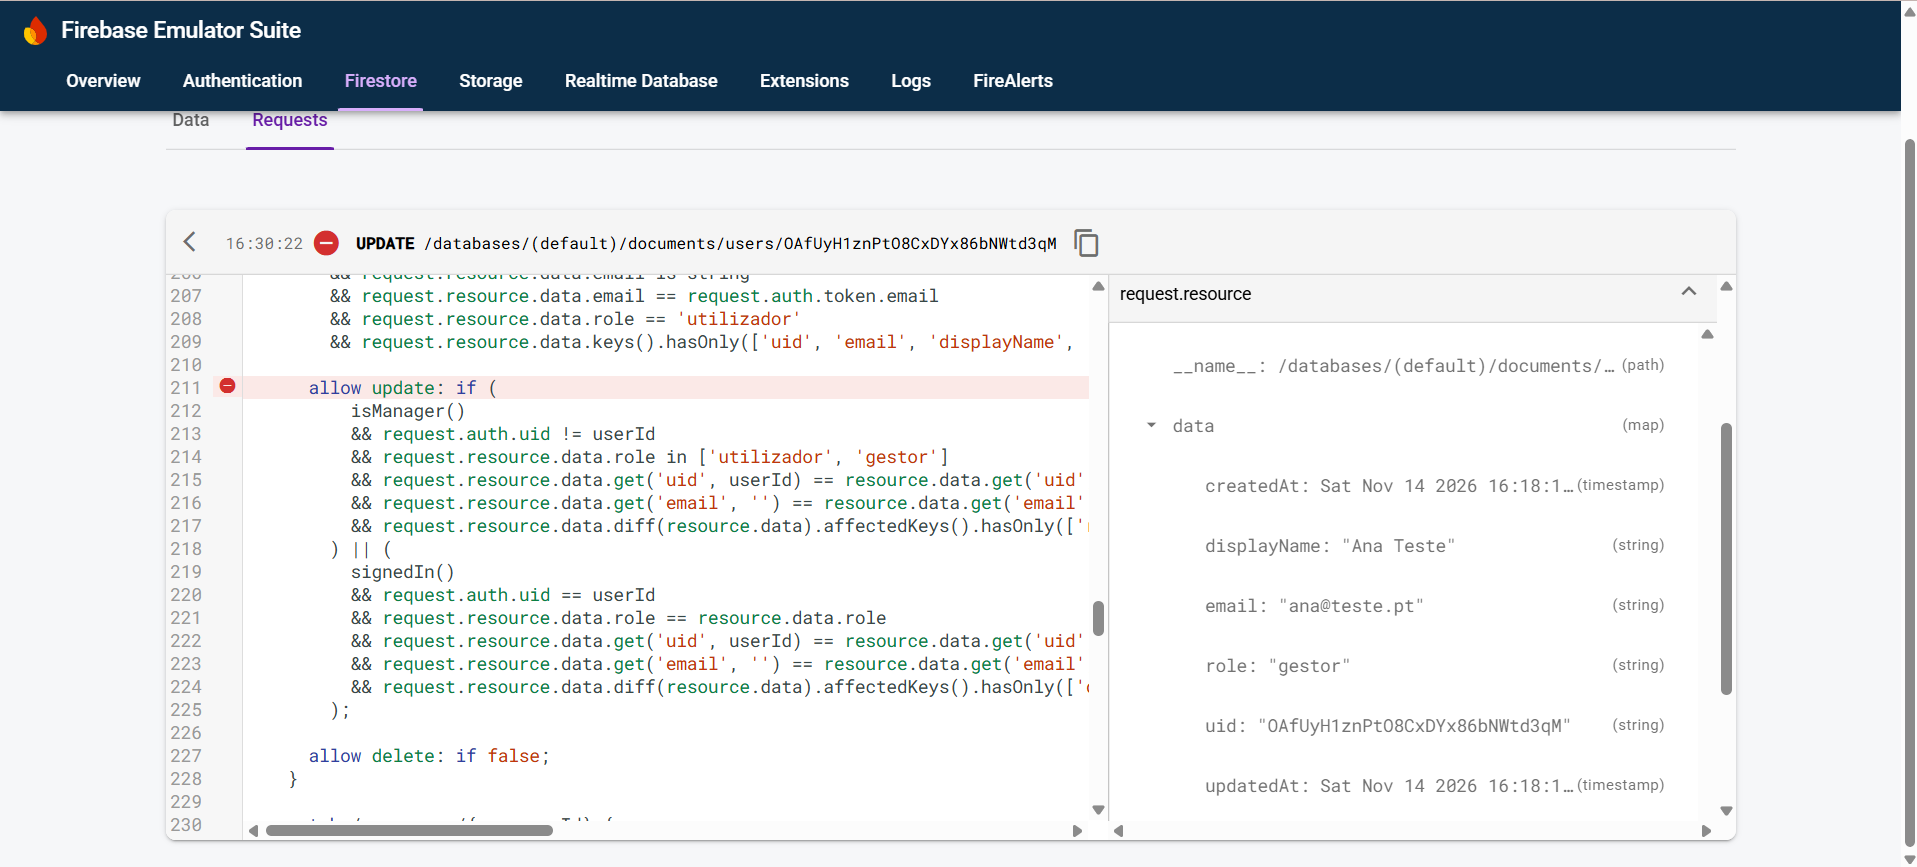 Firebase Emulator Suite
Overview Authentication Firestore Storage Realtime Database Extensions Logs FireAlerts
Data Requests
16:30:22 UPDATE /databases/(default)/documents/users/OAfUyH1znPtO8CxDYx86bNWtd3qM
&& request.resource.data.email is string
207 && request.resource.data.email == request.auth.token.email
208 && request.resource.data.role == 'utilizador'
209 && request.resource.data.keys().hasOnly(['uid', 'email', 'displayName',
210
211 allow update: if (
212 isManager()
213 && request.auth.uid != userId
214 && request.resource.data.role in ['utilizador', 'gestor']
215 && request.resource.data.get('uid', userId) == resource.data.get('uid'
216 && request.resource.data.get('email', '') == resource.data.get('email'
217 && request.resource.data.diff(resource.data).affectedKeys().hasOnly(['
218 ) || (
219 signedIn()
220 && request.auth.uid == userId
221 && request.resource.data.role == resource.data.role
222 && request.resource.data.get('uid', userId) == resource.data.get('uid'
223 && request.resource.data.get('email', '') == resource.data.get('email'
224 && request.resource.data.diff(resource.data).affectedKeys().hasOnly(['
225 );
226
227 allow delete: if false;
228 }
229
230
request.resource
__name__: /databases/(default)/documents/… (path)
data (map)
createdAt: Sat Nov 14 2026 16:18:1… (timestamp)
displayName: "Ana Teste" (string)
email: "ana@teste.pt" (string)
role: "gestor" (string)
uid: "OAfUyH1znPtO8CxDYx86bNWtd3qM" (string)
updatedAt: Sat Nov 14 2026 16:18:1… (timestamp)